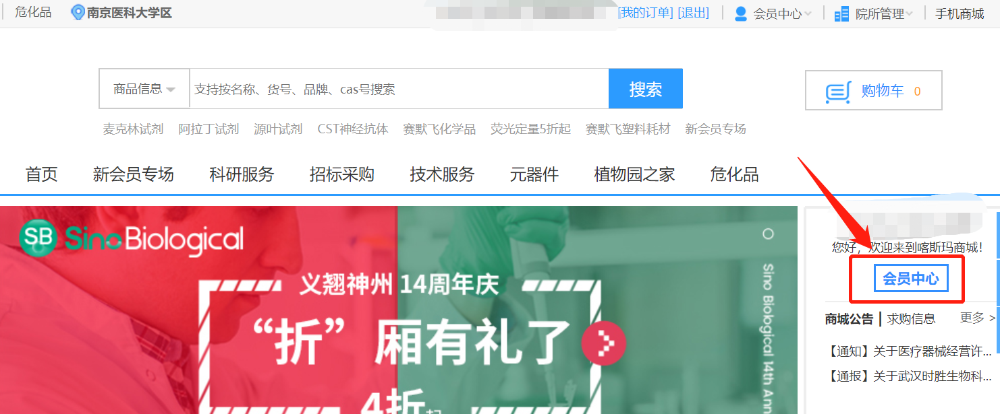 危化品 南京医科大学区 [我的订单] [退出] 会员中心 院所管理 手机商城
商品信息 支持按名称、货号、品牌、cas号搜索 搜索 购物车 0
麦克林试剂 阿拉丁试剂 源叶试剂 CST神经抗体 赛默飞化学品 荧光定量5折起 赛默飞塑料耗材 新会员专场
首页 新会员专场 科研服务 招标采购 技术服务 元器件 植物园之家 危化品
SB Sino Biological
义翘神州 14周年庆
“折” 厢有礼了
4折起
Sino Biological 14th Ann
您好，欢迎来到喀斯玛商城！
会员中心
商城公告 | 求购信息 更多 >
【通知】关于医疗器械经营许...
【通报】关于武汉时胜生物科...